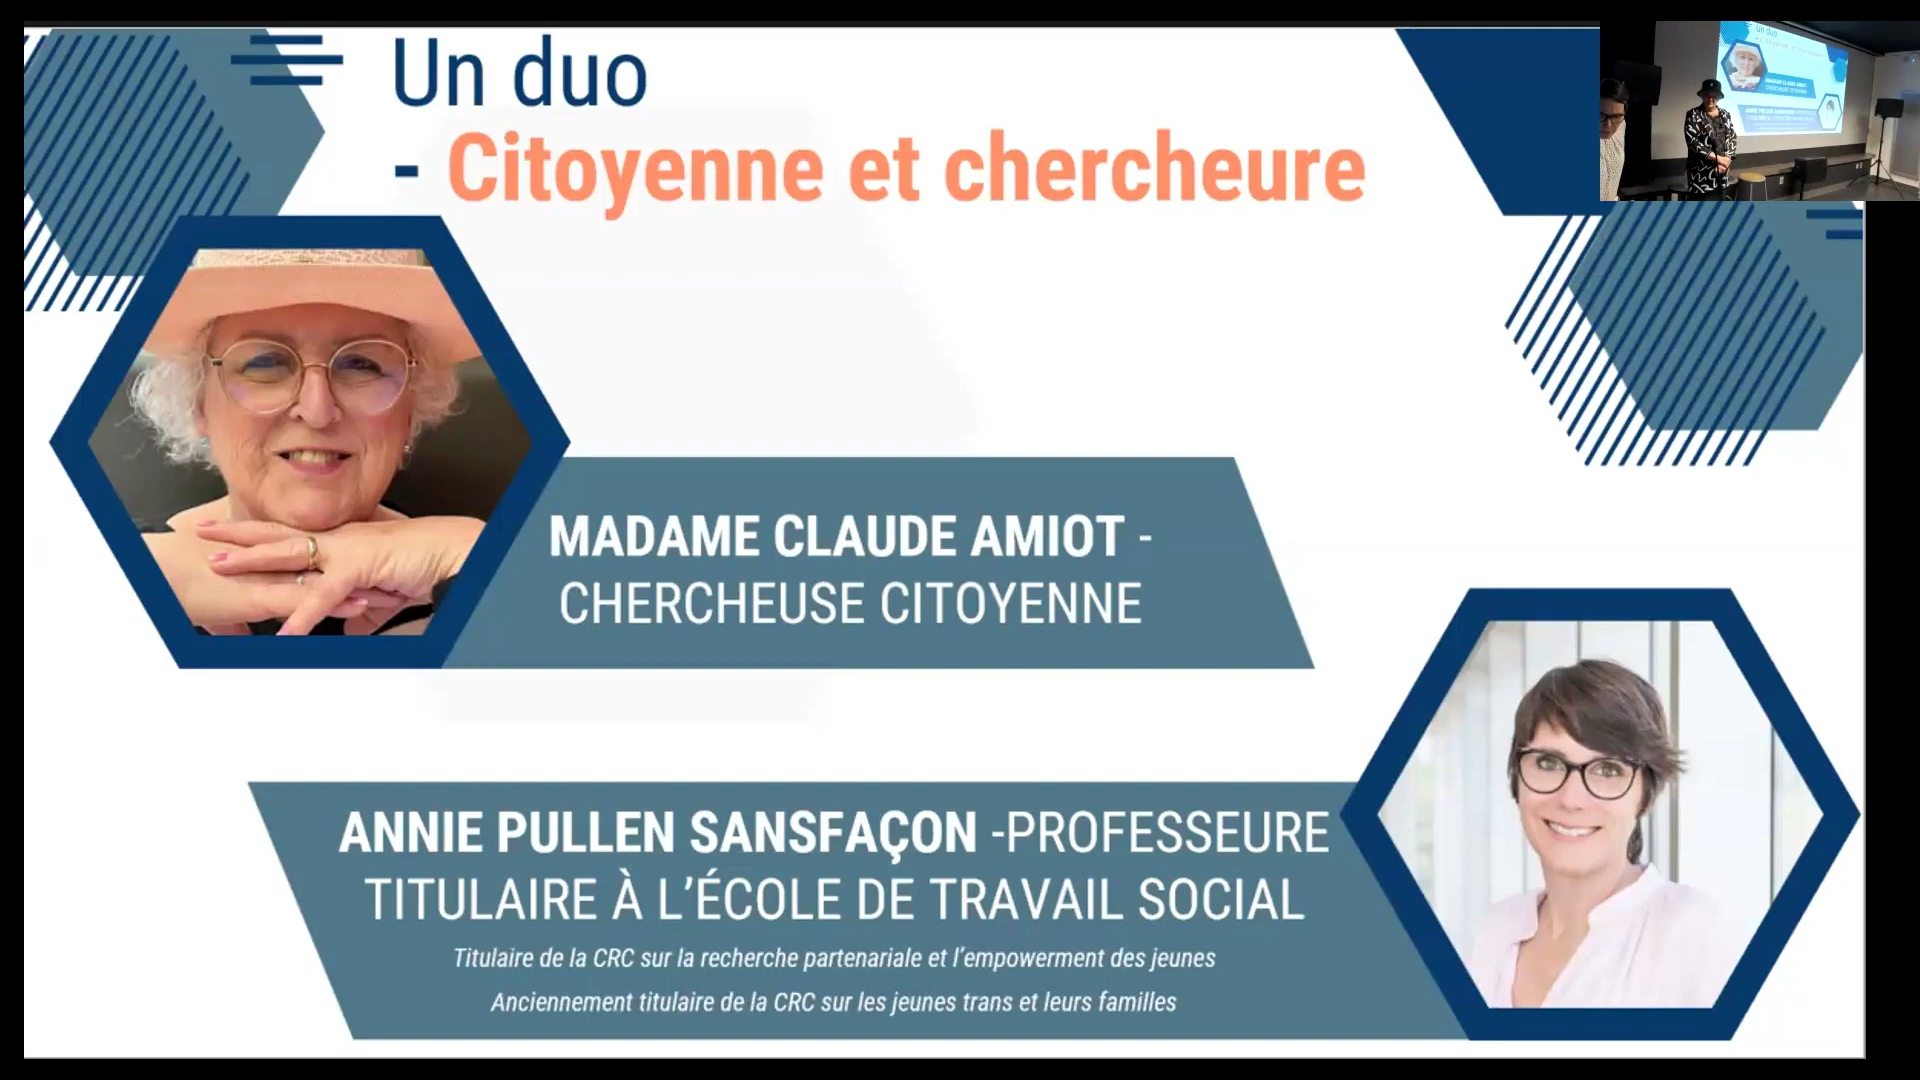 Un duo
- Citoyenne et chercheure
MADAME CLAUDE AMIOT -
CHERCHEUSE CITOYENNE
ANNIE PULLEN SANSFAÇON -PROFESSEURE
TITULAIRE À L’ÉCOLE DE TRAVAIL SOCIAL
Titulaire de la CRC sur la recherche partenariale et l’empowerment des jeunes
Anciennement titulaire de la CRC sur les jeunes trans et leurs familles